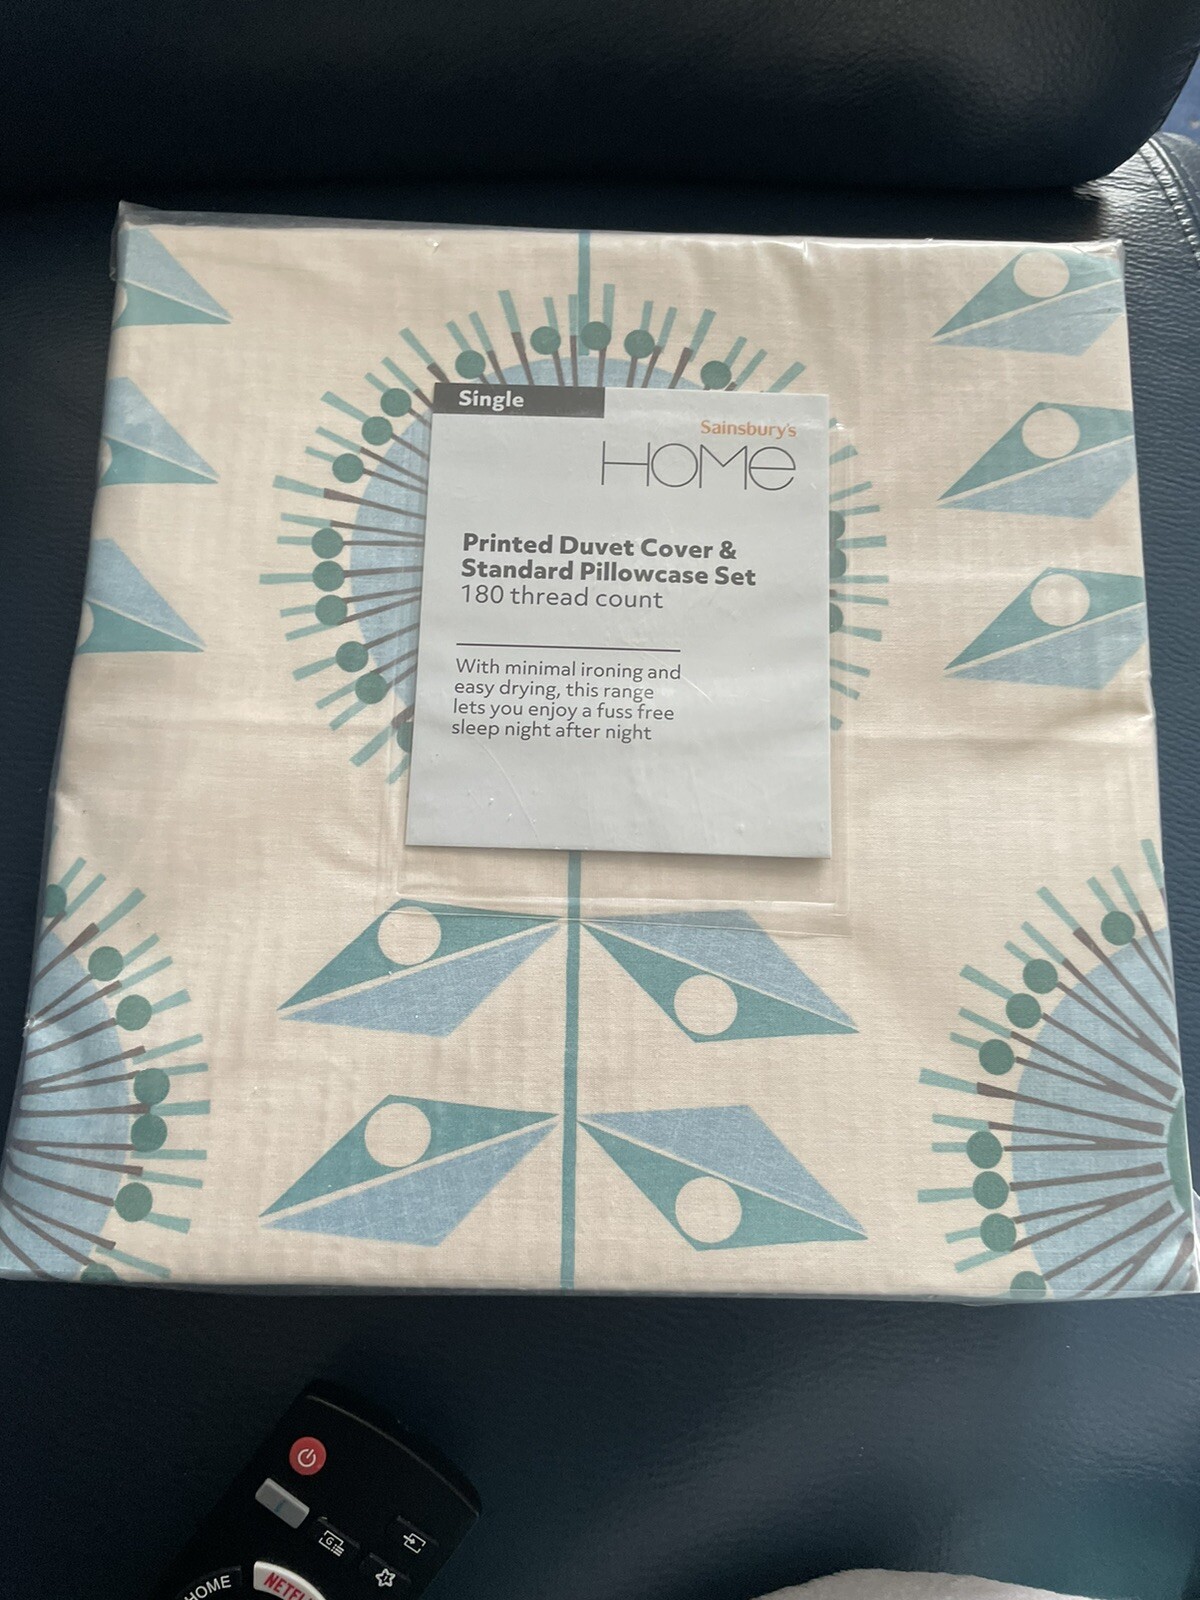 Single
Sainsbury's
HOMe
Printed Duvet Cover &
Standard Pillowcase Set
180 thread count
With minimal ironing and
easy drying, this range
lets you enjoy a fuss free
sleep night after night
HOME